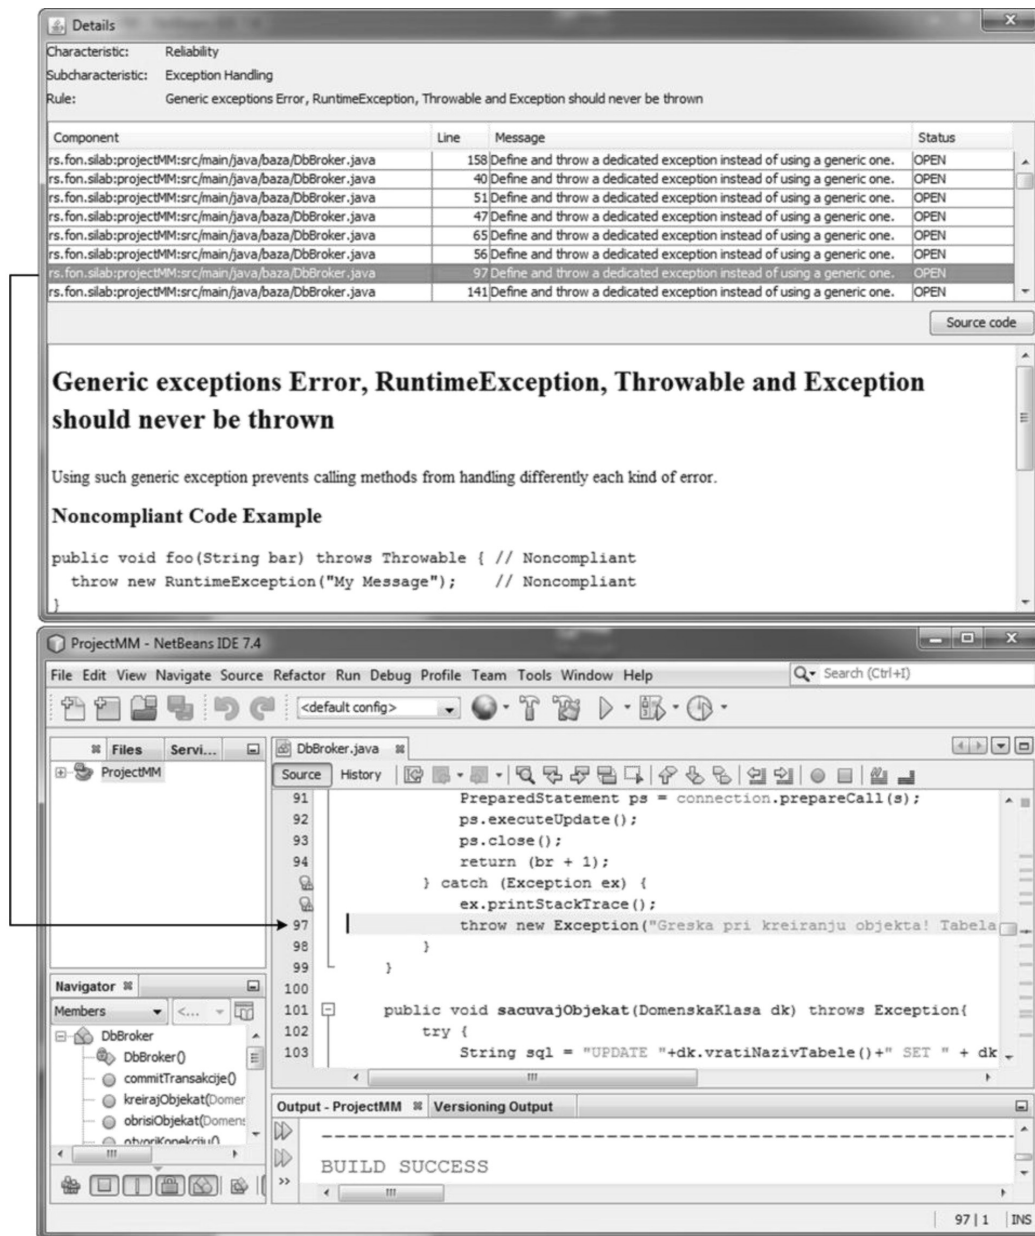 Details
Characteristic: Reliability
Subcharacteristic: Exception Handling
Rule: Generic exceptions Error, RuntimeException, Throwable and Exception should never be thrown
Component Line Message Status
rs.fon.silab:projectMM:src/main/java/baza/DbBroker.java 158 Define and throw a dedicated exception instead of using a generic one. OPEN
rs.fon.silab:projectMM:src/main/java/baza/DbBroker.java 40 Define and throw a dedicated exception instead of using a generic one. OPEN
rs.fon.silab:projectMM:src/main/java/baza/DbBroker.java 51 Define and throw a dedicated exception instead of using a generic one. OPEN
rs.fon.silab:projectMM:src/main/java/baza/DbBroker.java 47 Define and throw a dedicated exception instead of using a generic one. OPEN
rs.fon.silab:projectMM:src/main/java/baza/DbBroker.java 65 Define and throw a dedicated exception instead of using a generic one. OPEN
rs.fon.silab:projectMM:src/main/java/baza/DbBroker.java 56 Define and throw a dedicated exception instead of using a generic one. OPEN
rs.fon.silab:projectMM:src/main/java/baza/DbBroker.java 97 Define and throw a dedicated exception instead of using a generic one. OPEN
rs.fon.silab:projectMM:src/main/java/baza/DbBroker.java 141 Define and throw a dedicated exception instead of using a generic one. OPEN
Source code
Generic exceptions Error, RuntimeException, Throwable and Exception
should never be thrown
Using such generic exception prevents calling methods from handling differently each kind of error.
Noncompliant Code Example
public void foo(String bar) throws Throwable { // Noncompliant
throw new RuntimeException("My Message"); // Noncompliant
}
ProjectMM - NetBeans IDE 7.4
File Edit View Navigate Source Refactor Run Debug Profile Team Tools Window Help Search (Ctrl+I)
<default config>
Files Servi...
ProjectMM
DbBroker.java
Source History
91 PreparedStatement ps = connection.prepareCall(s);
92 ps.executeUpdate();
93 ps.close();
94 return (br + 1);
} catch (Exception ex) {
ex.printStackTrace();
97 throw new Exception("Greska pri kreiranju objekta! Tabela
98 }
99 }
100
101 public void sacuvajObjekat(DomenskaKlasa dk) throws Exception{
102 try {
103 String sql = "UPDATE "+dk.vratiNazivTabele()+" SET " + dk
Navigator
Members <...
DbBroker
DbBroker()
commitTransakcije()
kreirajObjekat(Domer
obrisiObjekat(Domen
otvoriKonekciju()
Output - ProjectMM Versioning Output
BUILD SUCCESS
97 | 1 INS